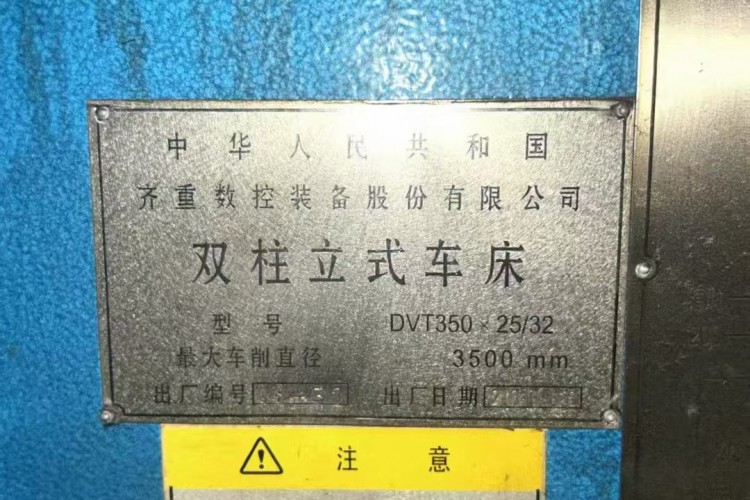 中华人民共和国
齐重数控装备股份有限公司
双柱立式车床
型号 DVT350×25/32
最大车削直径 3500 mm
出厂编号 出厂日期
注意